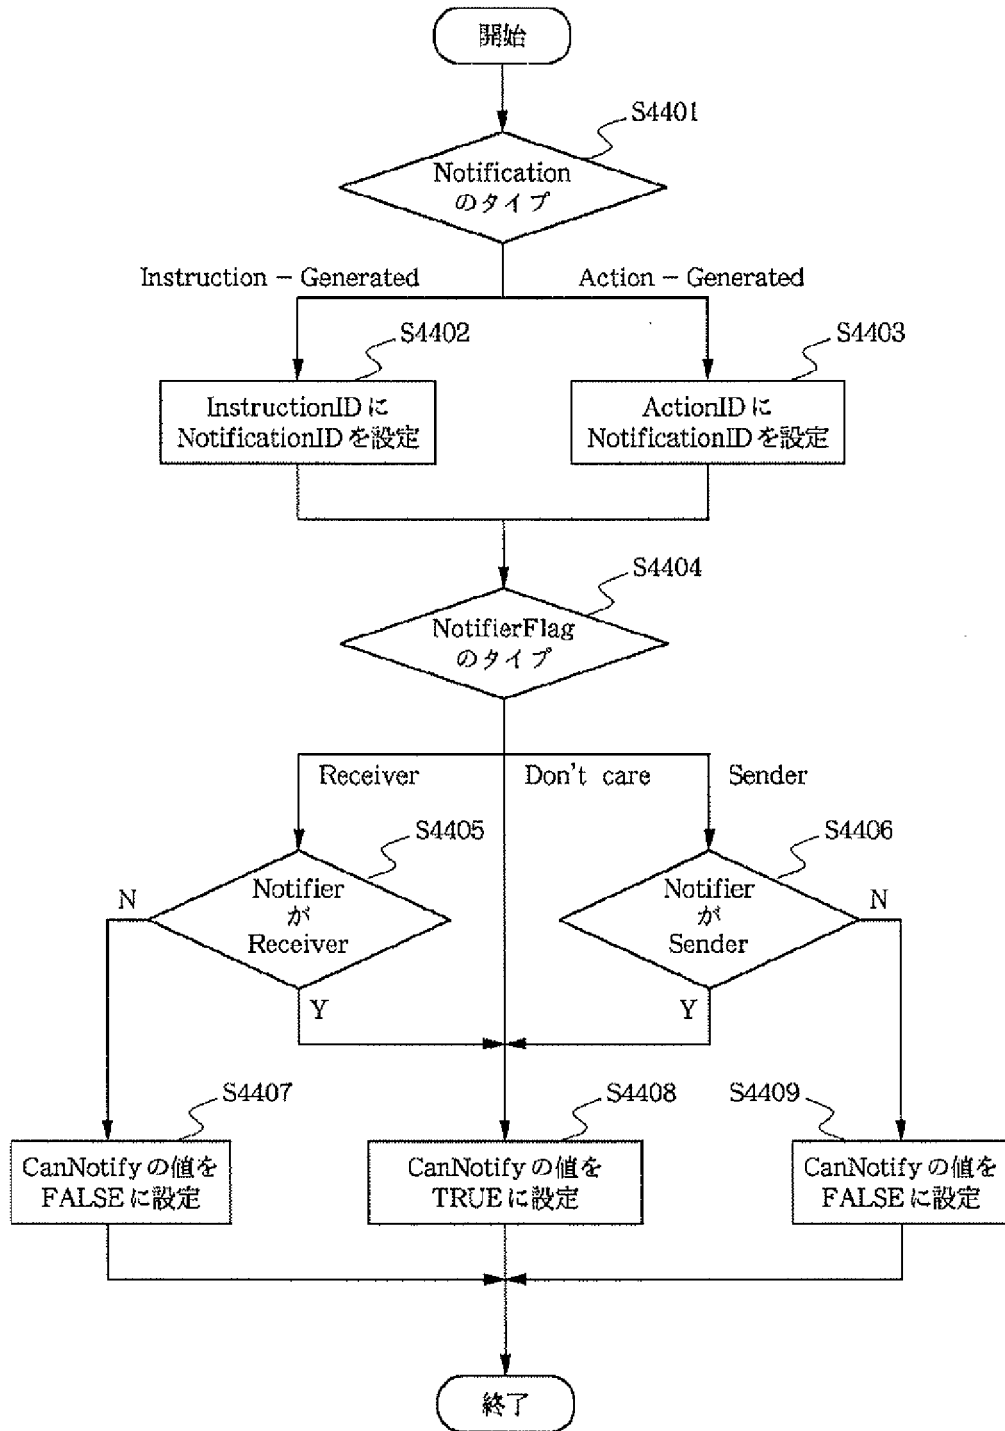 開始
S4401
Notification
のタイプ
Instruction - Generated
Action - Generated
S4402
S4403
InstructionIDに
NotificationIDを設定
ActionIDに
NotificationIDを設定
S4404
NotifierFlag
のタイプ
Receiver
Don't care
Sender
S4405
S4406
N
Notifier
が
Receiver
Y
Notifier
が
Sender
N
Y
S4407
S4408
S4409
CanNotifyの値を
FALSEに設定
CanNotifyの値を
TRUEに設定
CanNotifyの値を
FALSEに設定
終了